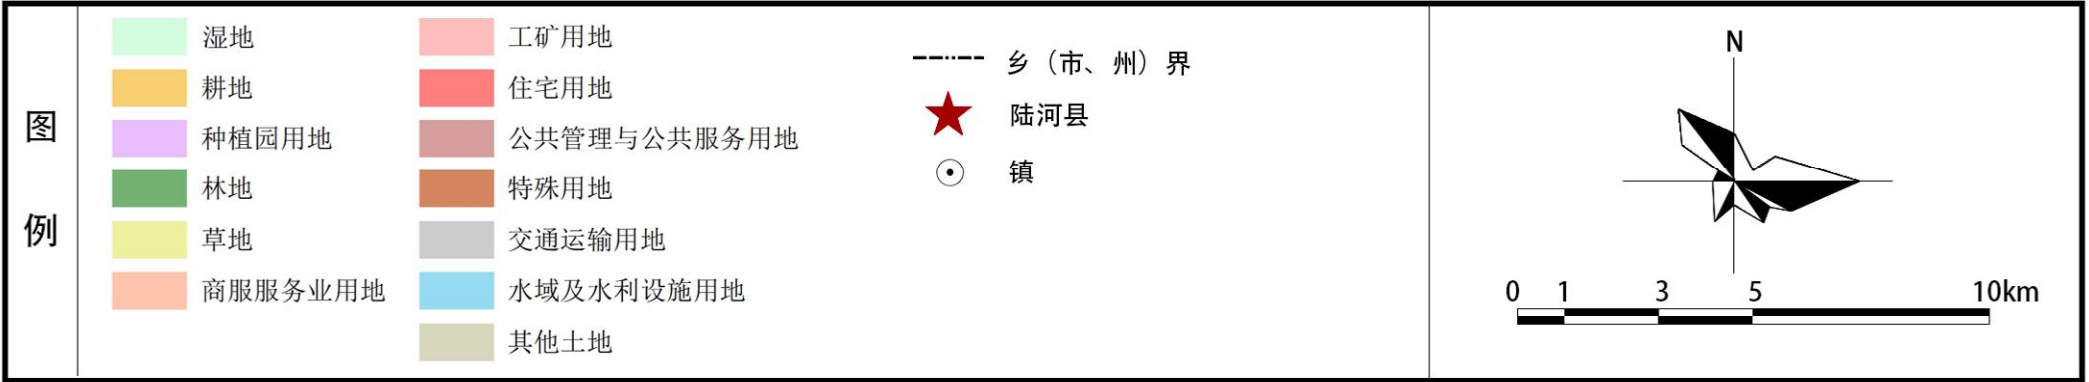 图
例
湿地
耕地
种植园用地
林地
草地
商服服务业用地
工矿用地
住宅用地
公共管理与公共服务用地
特殊用地
交通运输用地
水域及水利设施用地
其他土地
乡（市、州）界
陆河县
镇
N
0 1 3 5 10km